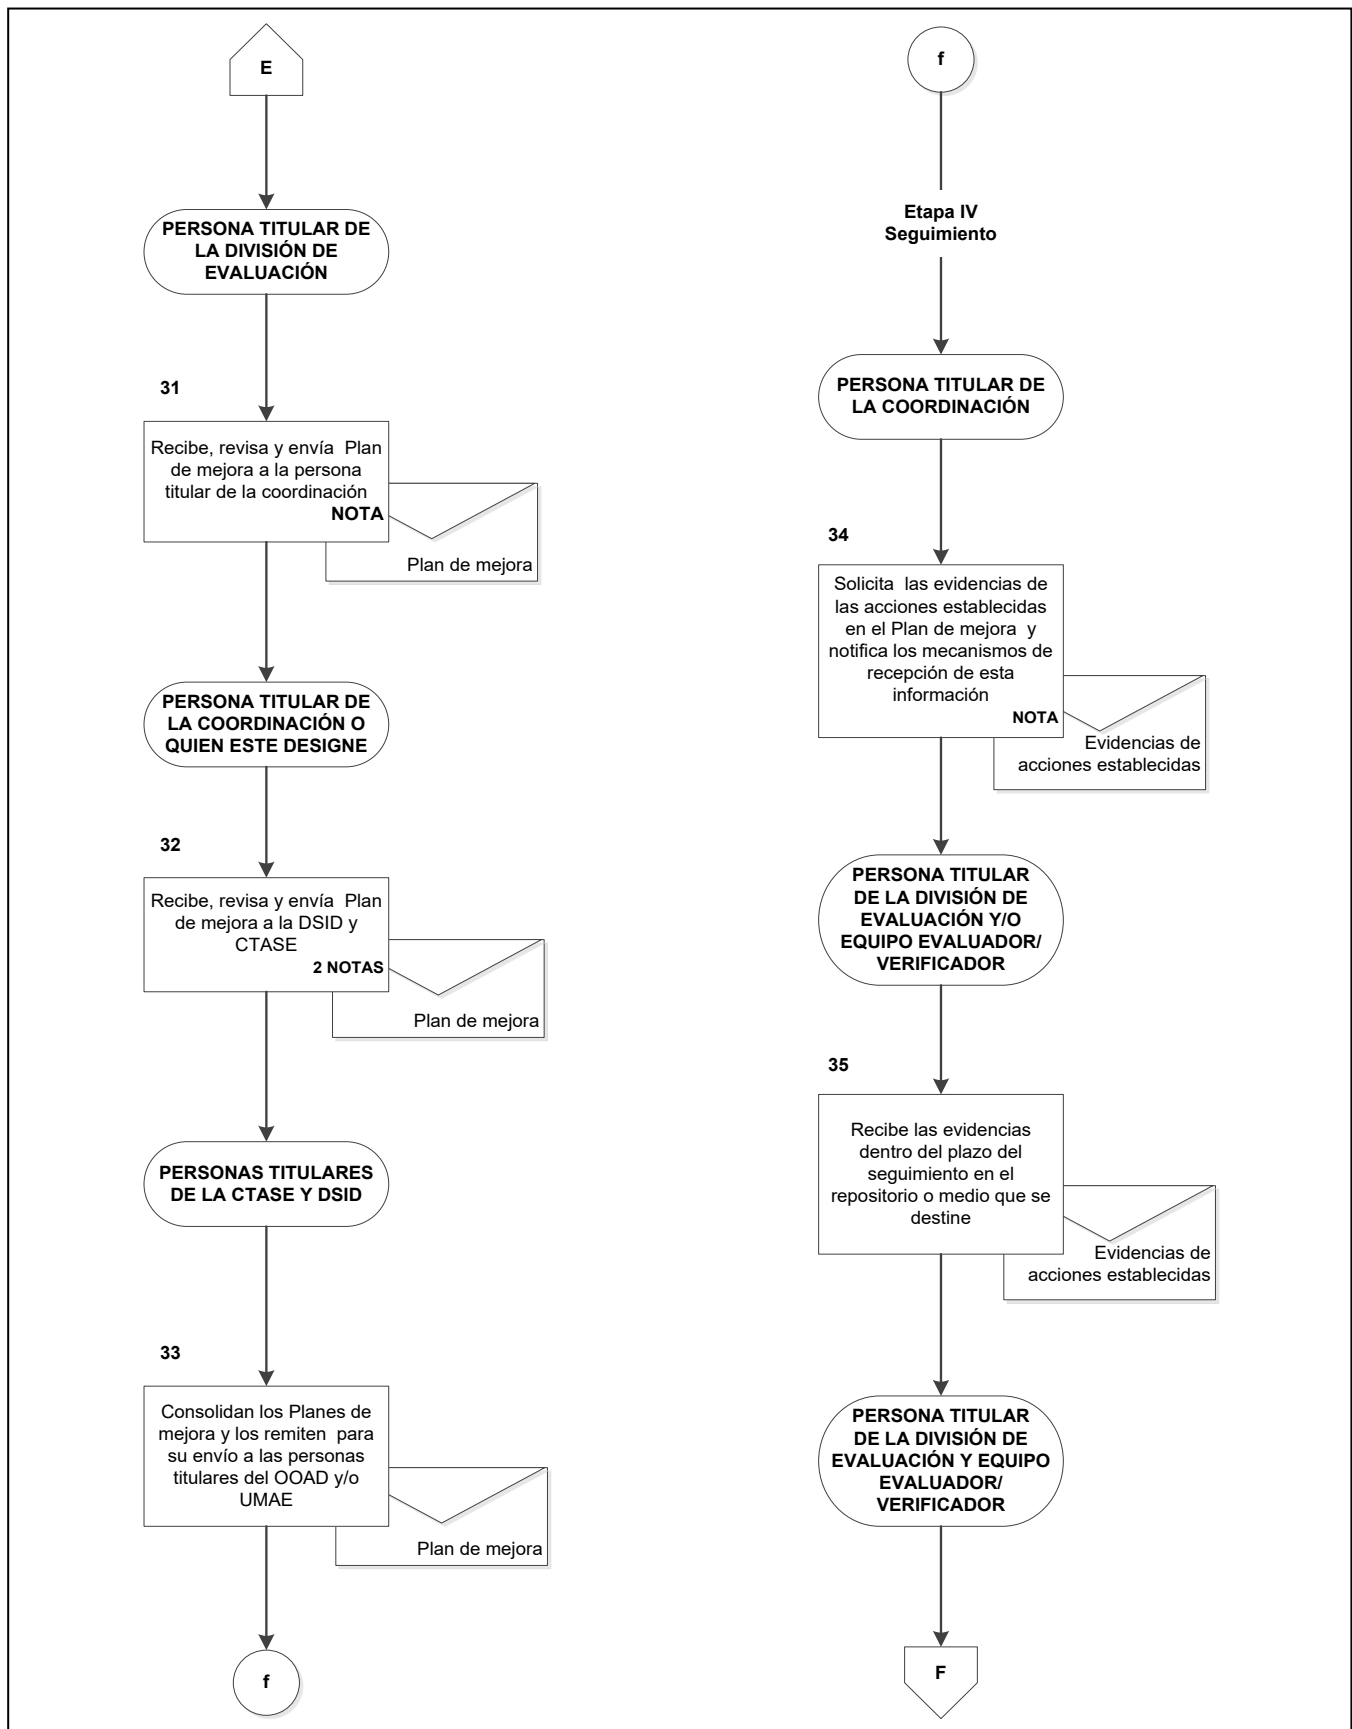 E
PERSONA TITULAR DE
LA DIVISIÓN DE
EVALUACIÓN
31
Recibe, revisa y envía Plan
de mejora a la persona
titular de la coordinación
NOTA
Plan de mejora
PERSONA TITULAR DE
LA COORDINACIÓN O
QUIEN ESTE DESIGNE
32
Recibe, revisa y envía Plan
de mejora a la DSID y
CTASE
2 NOTAS
Plan de mejora
PERSONAS TITULARES
DE LA CTASE Y DSID
33
Consolidan los Planes de
mejora y los remiten para
su envío a las personas
titulares del OOAD y/o
UMAE
Plan de mejora
f
f
Etapa IV
Seguimiento
PERSONA TITULAR DE
LA COORDINACIÓN
34
Solicita las evidencias de
las acciones establecidas
en el Plan de mejora y
notifica los mecanismos de
recepción de esta
información
NOTA
Evidencias de
acciones establecidas
PERSONA TITULAR
DE LA DIVISIÓN DE
EVALUACIÓN Y/O
EQUIPO EVALUADOR/
VERIFICADOR
35
Recibe las evidencias
dentro del plazo del
seguimiento en el
repositorio o medio que se
destine
Evidencias de
acciones establecidas
PERSONA TITULAR
DE LA DIVISIÓN DE
EVALUACIÓN Y EQUIPO
EVALUADOR/
VERIFICADOR
F